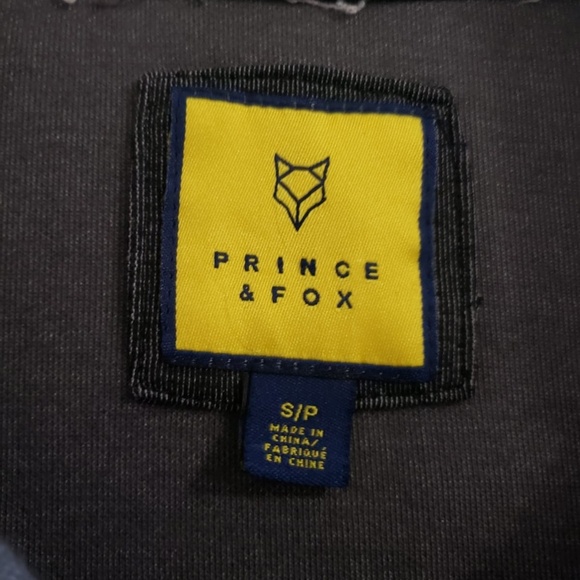 PRINCE
& FOX
S/P
MADE IN
CHINA/
FABRIQUÉ
EN CHINE